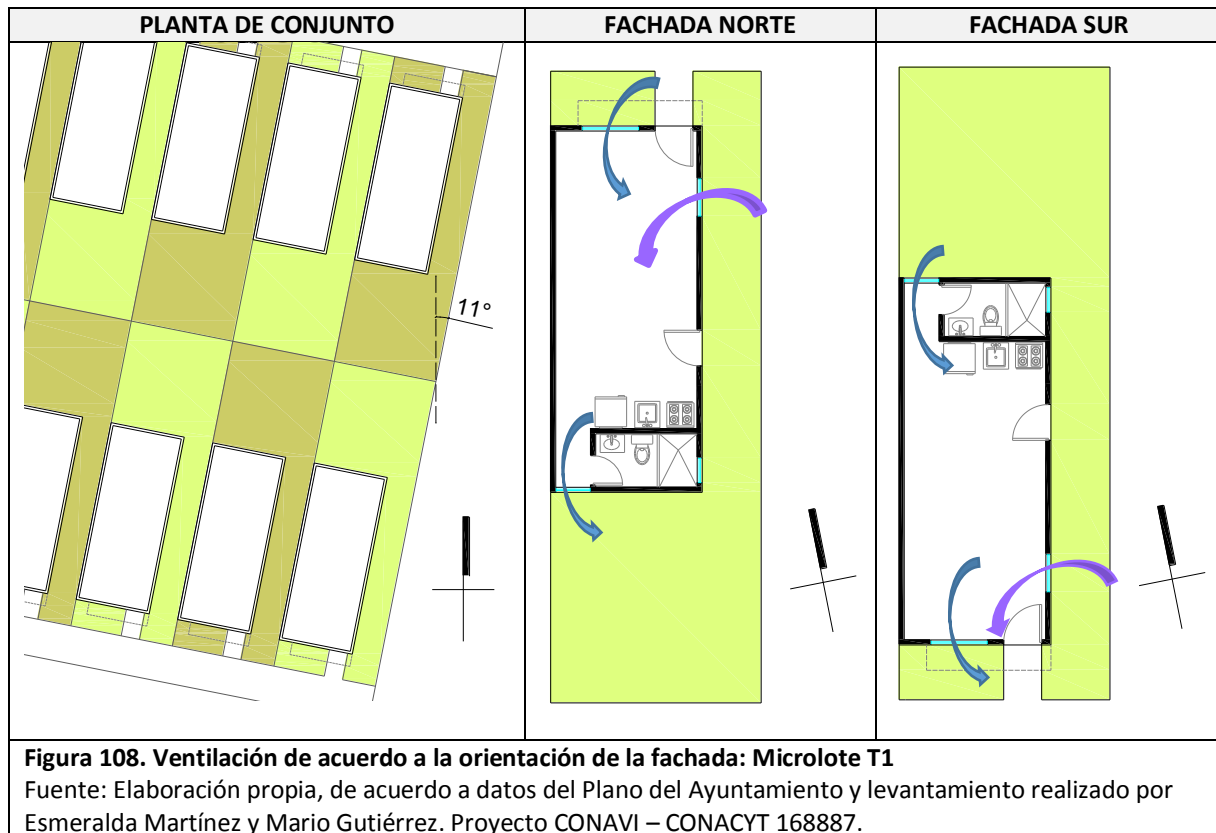 PLANTA DE CONJUNTO
FACHADA NORTE
FACHADA SUR
11°
Figura 108. Ventilación de acuerdo a la orientación de la fachada: Microlote T1
Fuente: Elaboración propia, de acuerdo a datos del Plano del Ayuntamiento y levantamiento realizado por
Esmeralda Martínez y Mario Gutiérrez. Proyecto CONAVI – CONACYT 168887.